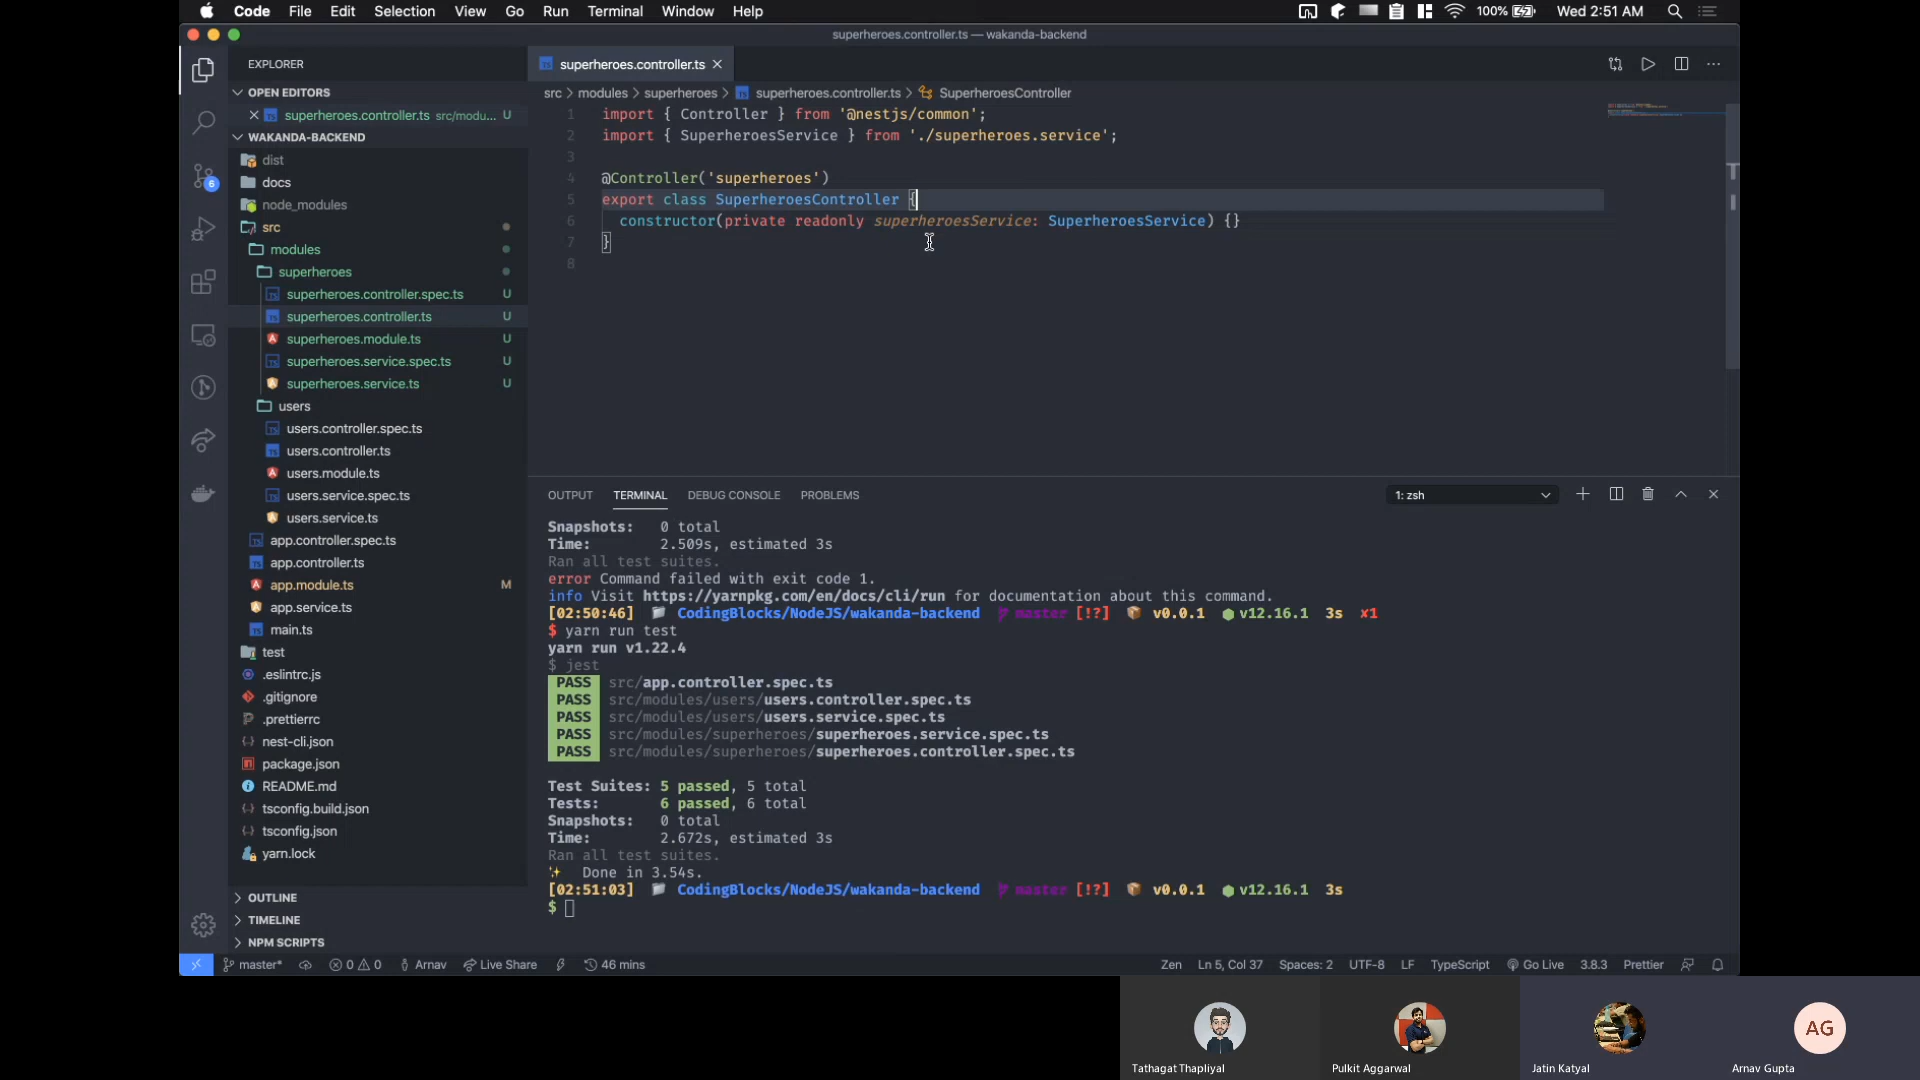 Code File Edit Selection View Go Run Terminal Window Help
100% Wed 2:51 AM
superheroes.controller.ts — wakanda-backend
EXPLORER
OPEN EDITORS
superheroes.controller.ts src/modu... U
WAKANDA-BACKEND
dist
docs
node_modules
src
modules
superheroes
superheroes.controller.spec.ts U
superheroes.controller.ts U
superheroes.module.ts U
superheroes.service.spec.ts U
superheroes.service.ts U
users
users.controller.spec.ts
users.controller.ts
users.module.ts
users.service.spec.ts
users.service.ts
app.controller.spec.ts
app.controller.ts
app.module.ts M
app.service.ts
main.ts
test
.eslintrc.js
.gitignore
.prettierrc
nest-cli.json
package.json
README.md
tsconfig.build.json
tsconfig.json
yarn.lock
OUTLINE
TIMELINE
NPM SCRIPTS
6
superheroes.controller.ts
src > modules > superheroes > superheroes.controller.ts > SuperheroesController
1 import { Controller } from '@nestjs/common';
2 import { SuperheroesService } from './superheroes.service';
3
4 @Controller('superheroes')
5 export class SuperheroesController {
6 constructor(private readonly superheroesService: SuperheroesService) {}
7 }
8
OUTPUT TERMINAL DEBUG CONSOLE PROBLEMS
1: zsh
Snapshots: 0 total
Time: 2.509s, estimated 3s
Ran all test suites.
error Command failed with exit code 1.
info Visit https://yarnpkg.com/en/docs/cli/run for documentation about this command.
[02:50:46] CodingBlocks/NodeJS/wakanda-backend master [!?] v0.0.1 v12.16.1 3s ✘1
$ yarn run test
yarn run v1.22.4
$ jest
PASS src/app.controller.spec.ts
PASS src/modules/users/users.controller.spec.ts
PASS src/modules/users/users.service.spec.ts
PASS src/modules/superheroes/superheroes.service.spec.ts
PASS src/modules/superheroes/superheroes.controller.spec.ts
Test Suites: 5 passed, 5 total
Tests: 6 passed, 6 total
Snapshots: 0 total
Time: 2.672s, estimated 3s
Ran all test suites.
✨ Done in 3.54s.
[02:51:03] CodingBlocks/NodeJS/wakanda-backend master [!?] v0.0.1 v12.16.1 3s
$
master* 0 0 Arnav Live Share 46 mins
Zen Ln 5, Col 37 Spaces: 2 UTF-8 LF TypeScript Go Live 3.8.3 Prettier
AG
Tathagat Thapliyal Pulkit Aggarwal Jatin Katyal Arnav Gupta